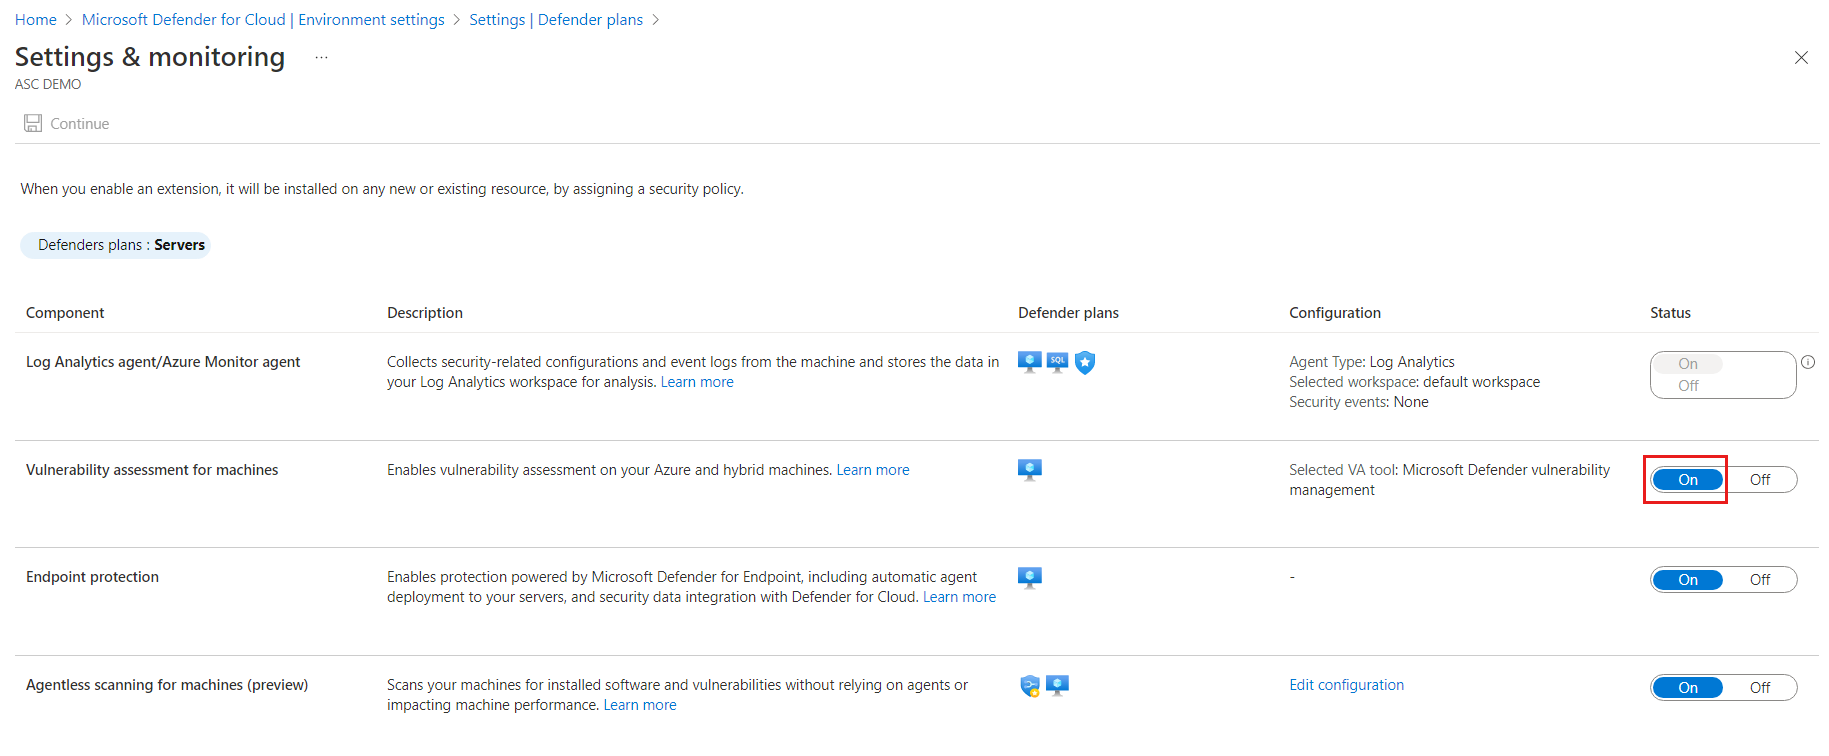 Home > Microsoft Defender for Cloud | Environment settings > Settings | Defender plans >
Settings & monitoring ...
ASC DEMO
Continue
When you enable an extension, it will be installed on any new or existing resource, by assigning a security policy.
Defenders plans : Servers
Component Description Defender plans Configuration Status
Log Analytics agent/Azure Monitor agent
Collects security-related configurations and event logs from the machine and stores the data in
your Log Analytics workspace for analysis. Learn more
SQL
Agent Type: Log Analytics
Selected workspace: default workspace
Security events: None
On
Off
Vulnerability assessment for machines
Enables vulnerability assessment on your Azure and hybrid machines. Learn more
Selected VA tool: Microsoft Defender vulnerability
management
On Off
Endpoint protection
Enables protection powered by Microsoft Defender for Endpoint, including automatic agent
deployment to your servers, and security data integration with Defender for Cloud. Learn more
-
On Off
Agentless scanning for machines (preview)
Scans your machines for installed software and vulnerabilities without relying on agents or
impacting machine performance. Learn more
Edit configuration
On Off